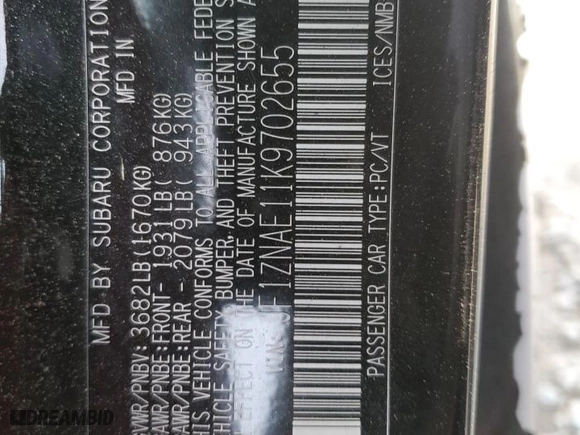 MFD BY SUBARU CORPORATION
MFD IN
GVWR/PNBV: 3682LB(1670KG)
GAWR/PNBE:FRONT- 1931LB( 876KG)
GAWR/PNBE:REAR - 2079LB( 943KG)
THIS VEHICLE CONFORMS TO ALL APPLICABLE FEDE
VEHICLE SAFETY, BUMPER, AND THEFT PREVENTION S
EFFECT ON THE DATE OF MANUFACTURE SHOWN A
JF1ZNAE11K9702655
PASSENGER CAR TYPE:PC/VT ICES/NMB
DREAMBID